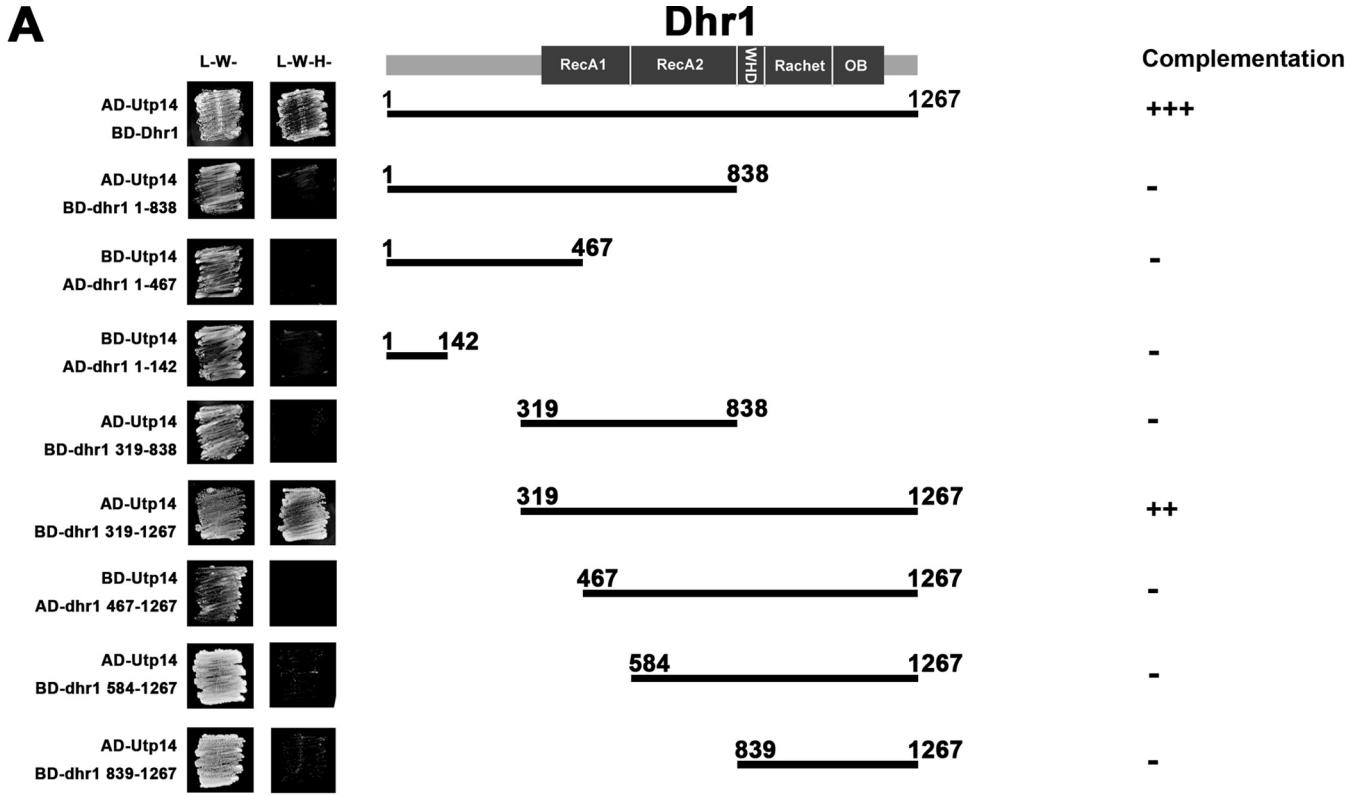 A
Dhr1
L-W-
L-W-H-
RecA1
RecA2
WHD
Rachet
OB
Complementation
AD-Utp14
BD-Dhr1
1
1267
+++
AD-Utp14
BD-dhr1 1-838
1
838
-
BD-Utp14
AD-dhr1 1-467
1
467
-
BD-Utp14
AD-dhr1 1-142
1
142
-
AD-Utp14
BD-dhr1 319-838
319
838
-
AD-Utp14
BD-dhr1 319-1267
319
1267
++
BD-Utp14
AD-dhr1 467-1267
467
1267
-
AD-Utp14
BD-dhr1 584-1267
584
1267
-
AD-Utp14
BD-dhr1 839-1267
839
1267
-